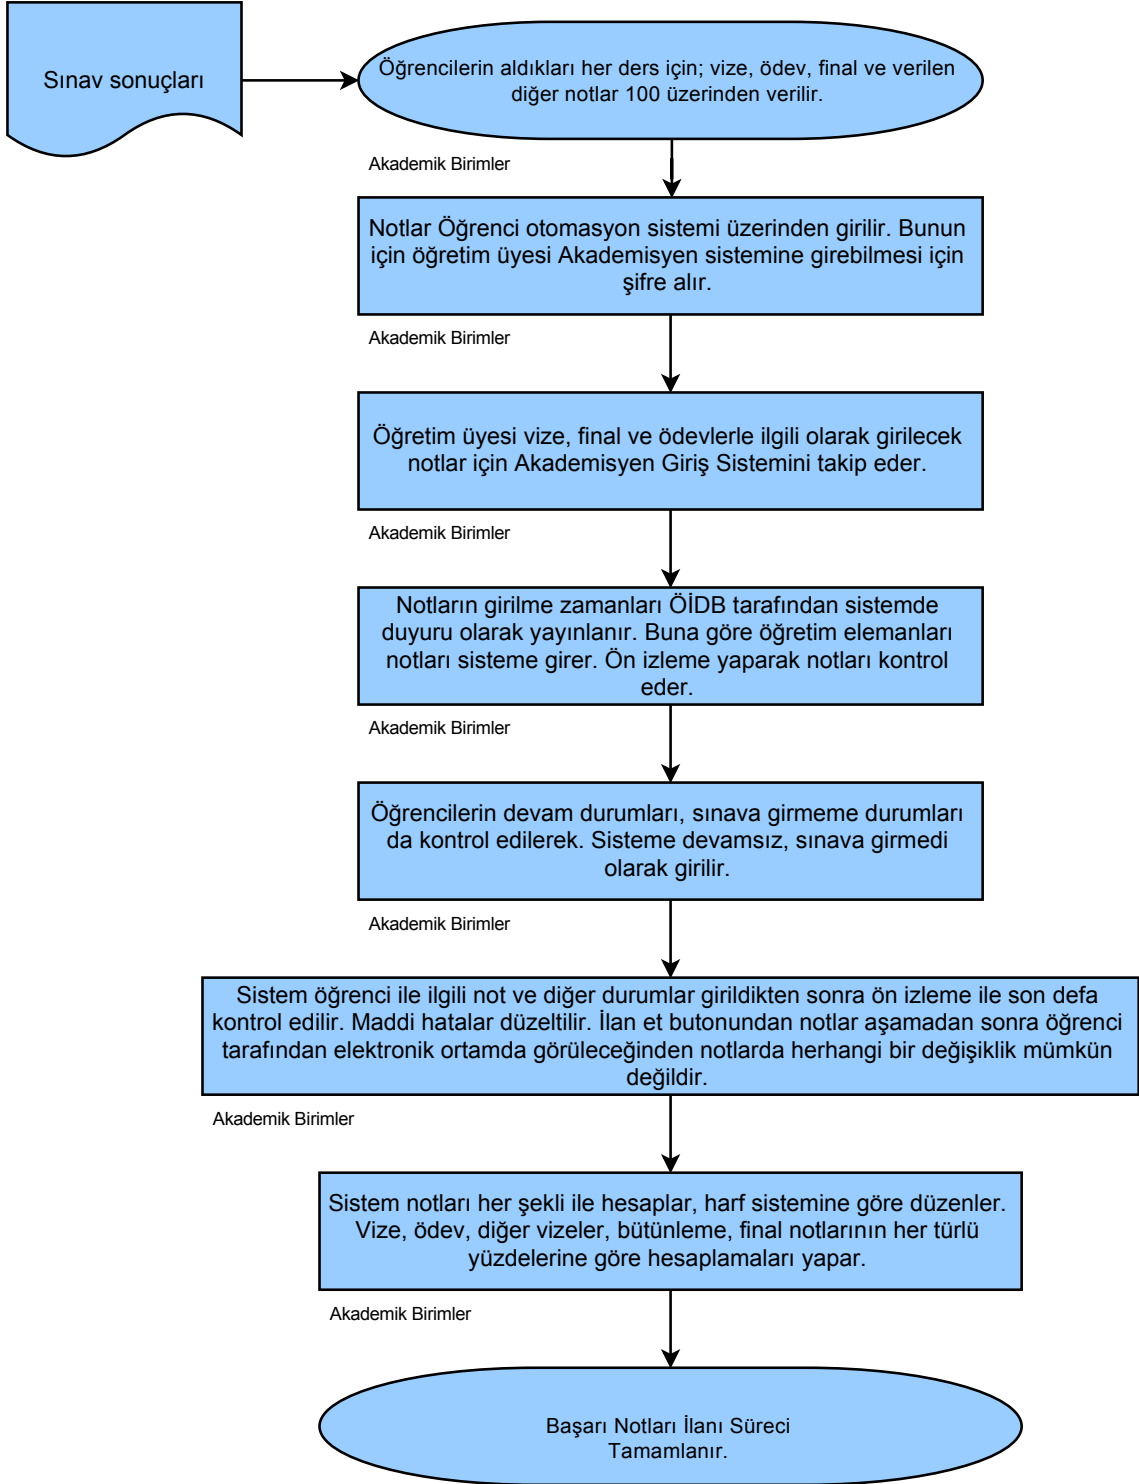 Sınav sonuçları
Öğrencilerin aldıkları her ders için; vize, ödev, final ve verilen
diğer notlar 100 üzerinden verilir.
Akademik Birimler
Notlar Öğrenci otomasyon sistemi üzerinden girilir. Bunun
için öğretim üyesi Akademisyen sistemine girebilmesi için
şifre alır.
Akademik Birimler
Öğretim üyesi vize, final ve ödevlerle ilgili olarak girilecek
notlar için Akademisyen Giriş Sistemini takip eder.
Akademik Birimler
Notların girilme zamanları ÖİDB tarafından sistemde
duyuru olarak yayınlanır. Buna göre öğretim elemanları
notları sisteme girer. Ön izleme yaparak notları kontrol
eder.
Akademik Birimler
Öğrencilerin devam durumları, sınava girmeme durumları
da kontrol edilerek. Sisteme devamsız, sınava girmedi
olarak girilir.
Akademik Birimler
Sistem öğrenci ile ilgili not ve diğer durumlar girildikten sonra ön izleme ile son defa
kontrol edilir. Maddi hatalar düzeltilir. İlan et butonundan notlar aşamadan sonra öğrenci
tarafından elektronik ortamda görüleceğinden notlarda herhangi bir değişiklik mümkün
değildir.
Akademik Birimler
Sistem notları her şekli ile hesaplar, harf sistemine göre düzenler.
Vize, ödev, diğer vizeler, bütünleme, final notlarının her türlü
yüzdelerine göre hesaplamaları yapar.
Akademik Birimler
Başarı Notları İlanı Süreci
Tamamlanır.